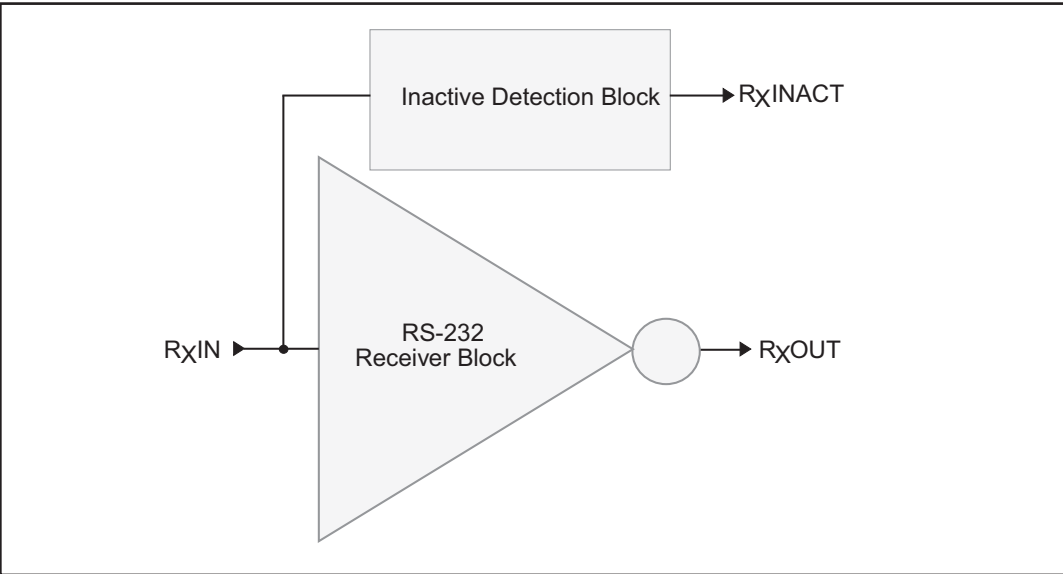 Inactive Detection Block
RXINACT
RS-232
Receiver Block
RXIN
RXOUT